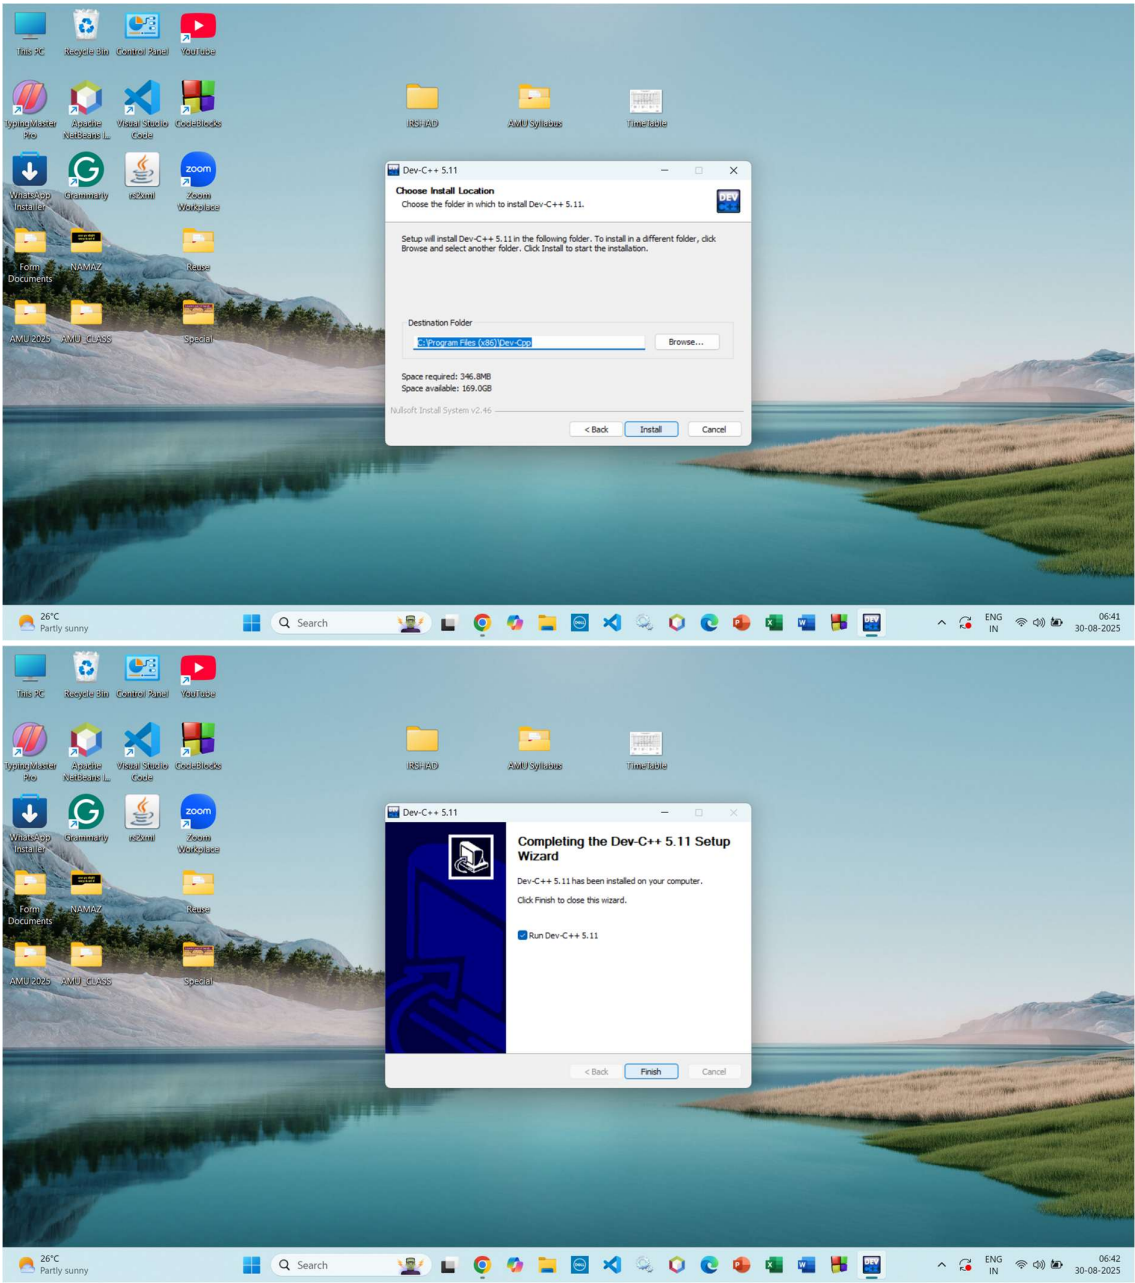 This PC
Recycle Bin
Control Panel
YouTube
TypingMaster
Pro
Apache
NetBeans I...
Visual Studio
Code
CodeBlocks
IRSHAD
AMU Syllabus
TimeTable
WhatsApp
Installer
Grammarly
rs2xml
zoom
Zoom
Workplace
Form
Documents
NAMAZ
Reuse
AMU 2025
AMU_CLASS
Special
Dev-C++ 5.11
Choose Install Location
Choose the folder in which to install Dev-C++ 5.11.
DEV
C++
Setup will install Dev-C++ 5.11 in the following folder. To install in a different folder, click
Browse and select another folder. Click Install to start the installation.
Destination Folder
C:\Program Files (x86)\Dev-Cpp
Browse...
Space required: 346.8MB
Space available: 169.0GB
Nullsoft Install System v2.46
< Back
Install
Cancel
26°C
Partly sunny
Search
DELL
DEV
ENG
IN
06:41
30-08-2025
This PC
Recycle Bin
Control Panel
YouTube
TypingMaster
Pro
Apache
NetBeans I...
Visual Studio
Code
CodeBlocks
IRSHAD
AMU Syllabus
TimeTable
WhatsApp
Installer
Grammarly
rs2xml
zoom
Zoom
Workplace
Form
Documents
NAMAZ
Reuse
AMU 2025
AMU_CLASS
Special
Dev-C++ 5.11
Completing the Dev-C++ 5.11 Setup
Wizard
Dev-C++ 5.11 has been installed on your computer.
Click Finish to close this wizard.
Run Dev-C++ 5.11
< Back
Finish
Cancel
26°C
Partly sunny
Search
DELL
DEV
ENG
IN
06:42
30-08-2025